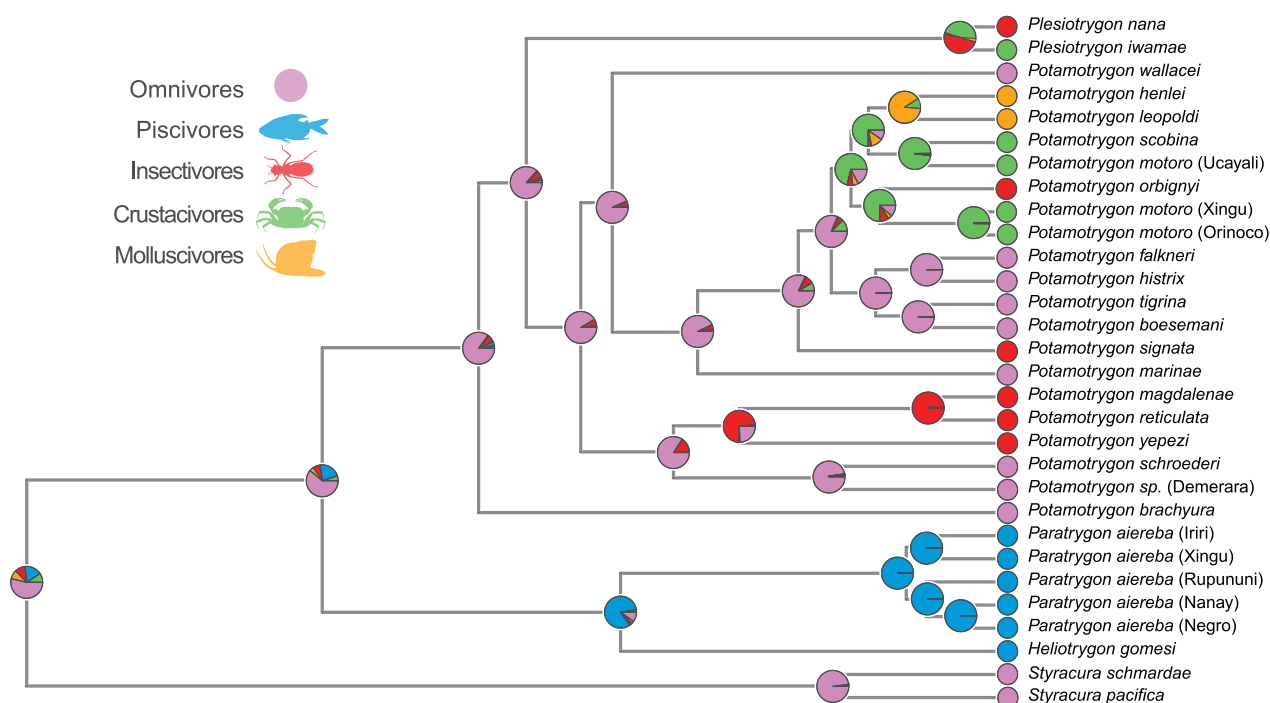 Omnivores
Piscivores
Insectivores
Crustacivores
Molluscivores
Plesiotrygon nana
Plesiotrygon iwamae
Potamotrygon wallacei
Potamotrygon henlei
Potamotrygon leopoldi
Potamotrygon scobina
Potamotrygon motoro (Ucayali)
Potamotrygon orbignyi
Potamotrygon motoro (Xingu)
Potamotrygon motoro (Orinoco)
Potamotrygon falkneri
Potamotrygon histrix
Potamotrygon tigrina
Potamotrygon boesemani
Potamotrygon signata
Potamotrygon marinae
Potamotrygon magdalenae
Potamotrygon reticulata
Potamotrygon yepezi
Potamotrygon schroederi
Potamotrygon sp. (Demerara)
Potamotrygon brachyura
Paratrygon aiereba (Iriri)
Paratrygon aiereba (Xingu)
Paratrygon aiereba (Rupununi)
Paratrygon aiereba (Nanay)
Paratrygon aiereba (Negro)
Heliotrygon gomesi
Styracura schmardae
Styracura pacifica